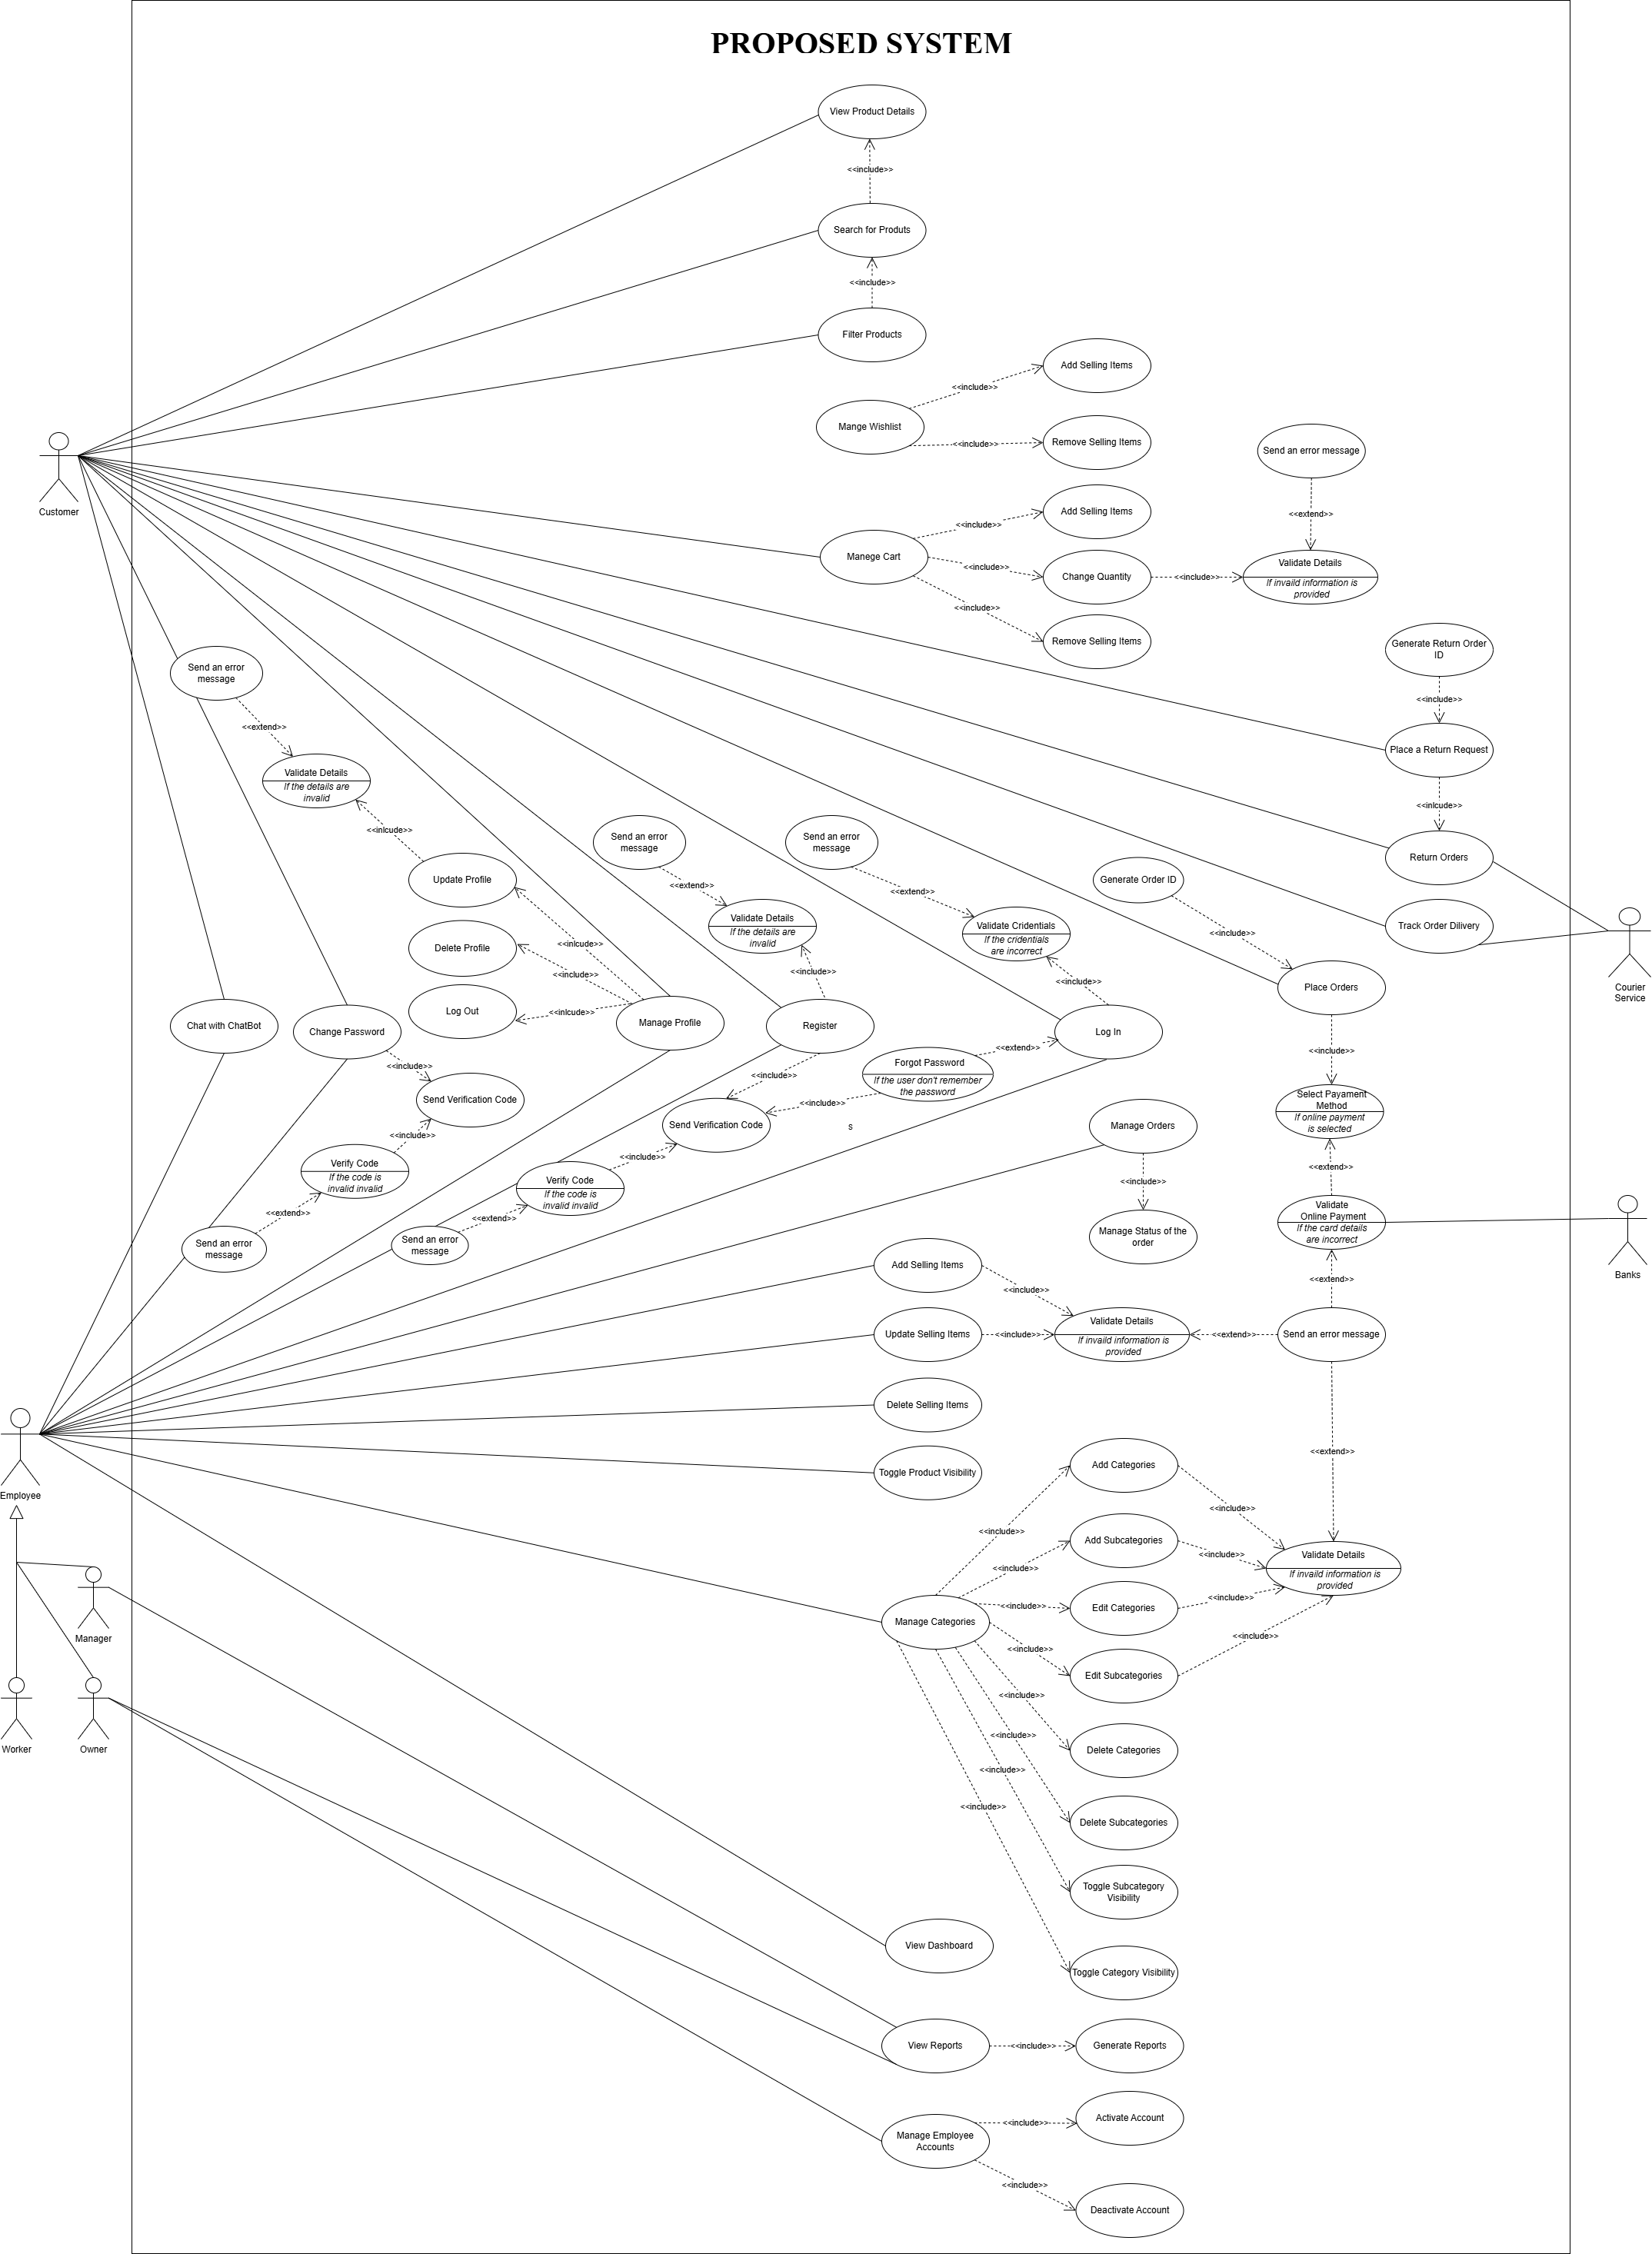 PROPOSED SYSTEM
View Product Details
<<include>>
Search for Produts
<<include>>
Filter Products
Add Selling Items
<<include>>
Mange Wishlist
<<include>>
Remove Selling Items
Send an error message
Customer
Add Selling Items
<<include>>
<<extend>>
Manege Cart
<<include>>
Change Quantity
<<include>>
Validate Details
If invaild information is
provided
<<include>>
Remove Selling Items
Generate Return Order
ID
Send an error
message
<<include>>
<<extend>>
Place a Return Request
Validate Details
If the details are
invalid
<<inlcude>>
<<inlcude>>
Send an error
message
Send an error
message
Return Orders
Update Profile
Generate Order ID
<<extend>>
<<extend>>
Validate Details
If the details are
invalid
Validate Cridentials
If the cridentials
are incorrect
Track Order Dilivery
<<include>>
Delete Profile
<<inlcude>>
<<include>>
<<include>>
<<include>>
Place Orders
Courier
Service
Log Out
<<inlcude>>
Chat with ChatBot
Change Password
Manage Profile
Register
Log In
<<include>>
<<extend>>
<<include>>
Forgot Password
If the user don't remember
the password
<<include>>
Send Verification Code
<<include>>
Select Payament
Method
If online payment
is selected
Send Verification Code
s
Manage Orders
<<include>>
<<include>>
Verify Code
If the code is
invalid invalid
<<extend>>
Verify Code
If the code is
invalid invalid
<<include>>
<<extend>>
<<extend>>
Validate
Online Payment
If the card details
are incorrect
Send an error
message
Send an error
message
Manage Status of the
order
Banks
Add Selling Items
<<include>>
<<extend>>
Update Selling Items
<<include>>
Validate Details
If invaild information is
provided
<<extend>>
Send an error message
Delete Selling Items
<<extend>>
Toggle Product Visibility
Add Categories
Employee
<<include>>
<<include>>
Add Subcategories
<<include>>
<<include>>
Validate Details
If invaild information is
provided
<<include>>
Edit Categories
<<include>>
Manage Categories
Manager
<<include>>
<<include>>
Edit Subcategories
<<include>>
<<include>>
Worker
Owner
Delete Categories
<<include>>
<<include>>
Delete Subcategories
Toggle Subcategory
Visibility
View Dashboard
Toggle Category Visibility
View Reports
<<include>>
Generate Reports
Activate Account
<<include>>
Manage Employee
Accounts
<<include>>
Deactivate Account